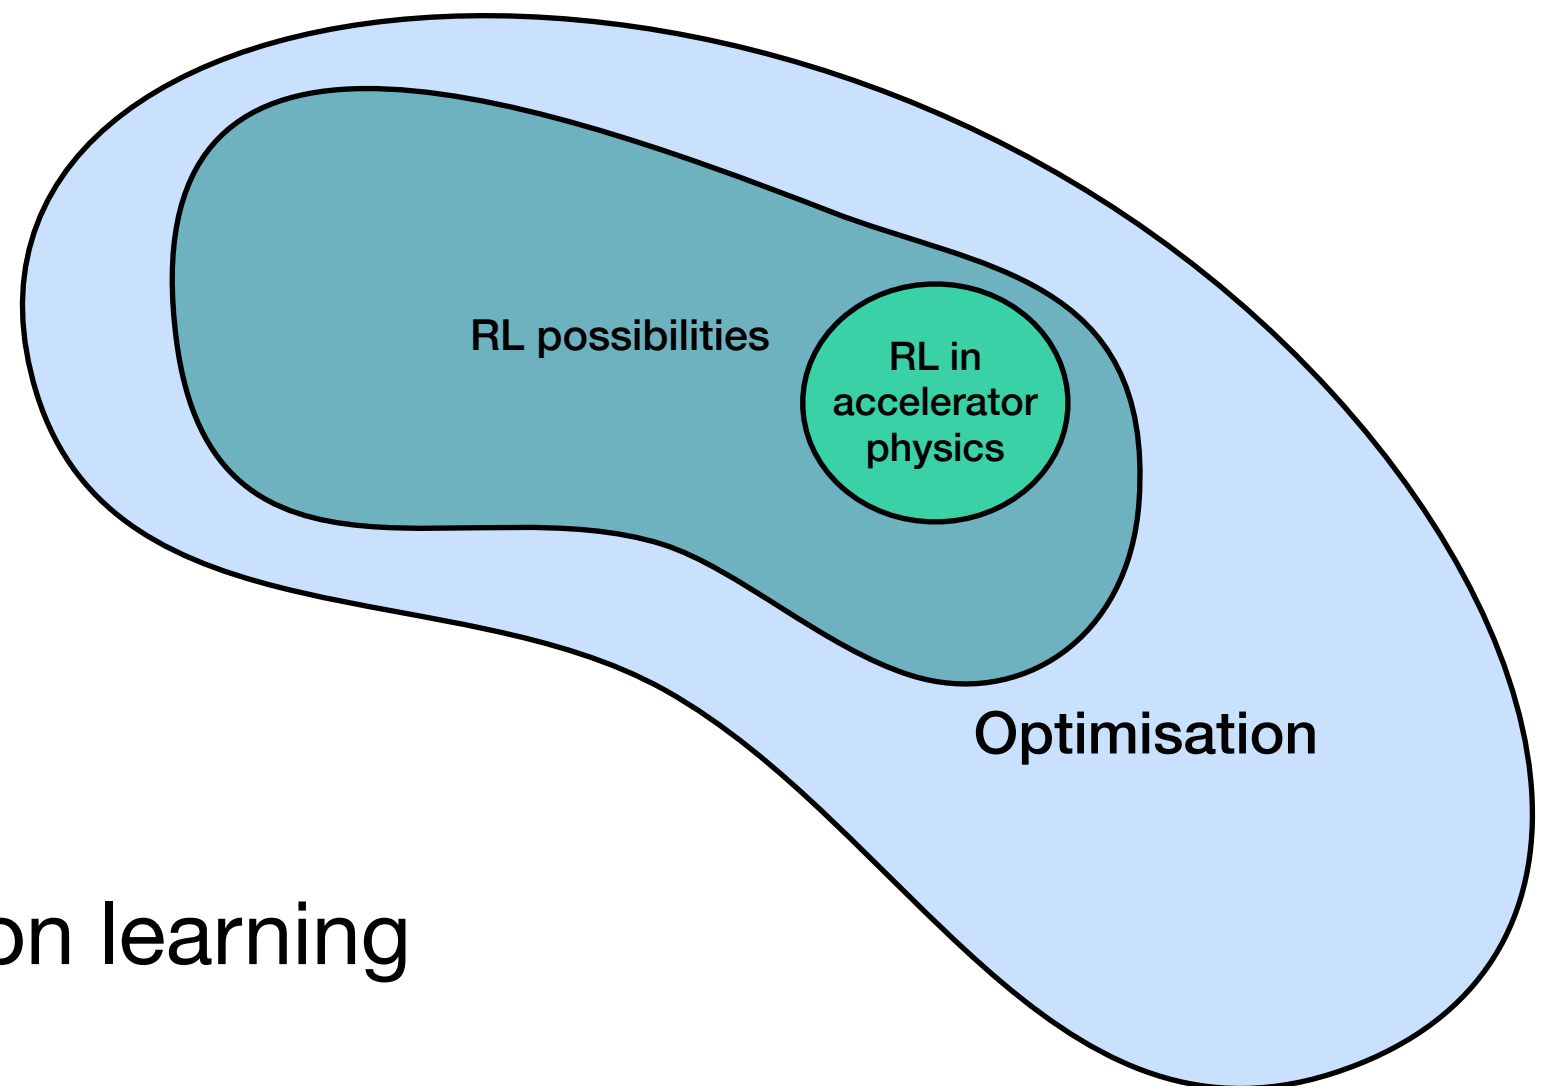 RL possibilities
RL in
accelerator
physics
Optimisation
on learning